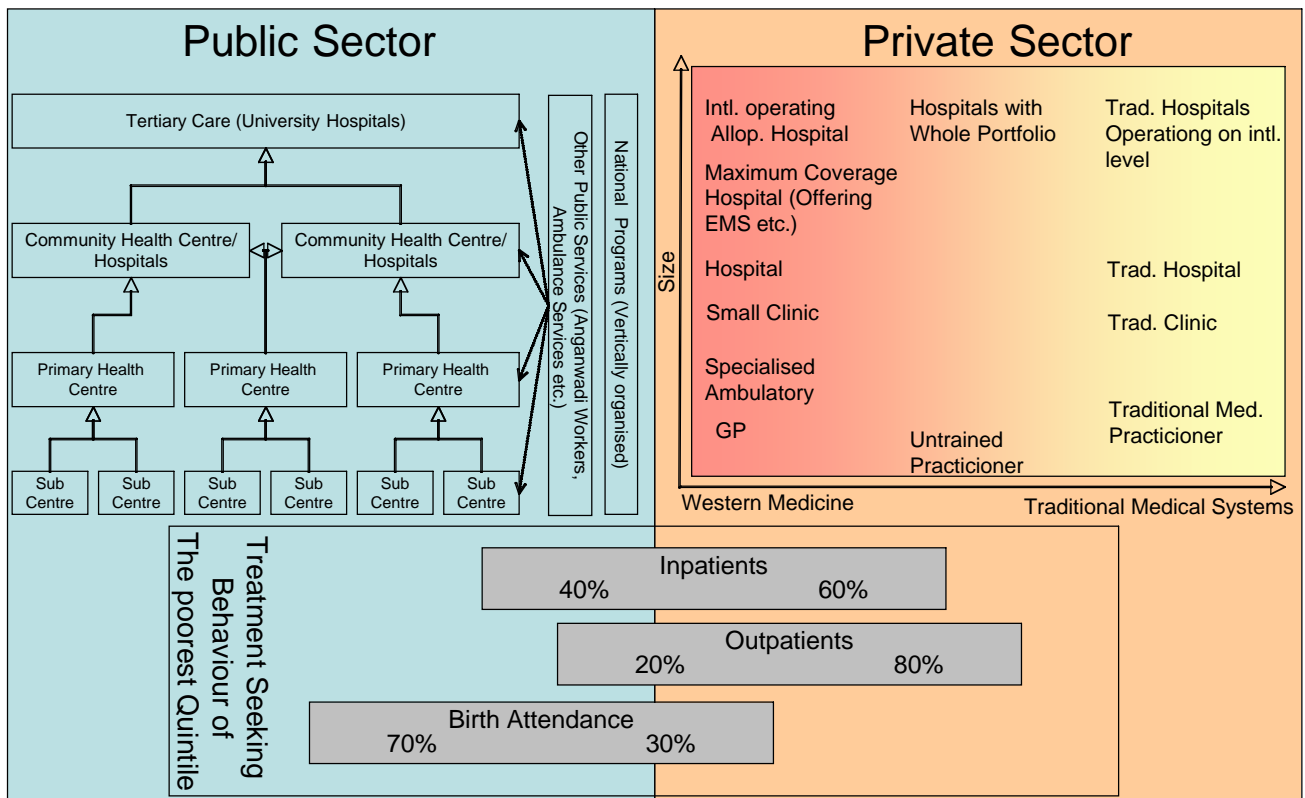 Public Sector
Tertiary Care (University Hospitals)
Community Health Centre/
Hospitals
Community Health Centre/
Hospitals
Primary Health
Centre
Primary Health
Centre
Primary Health
Centre
Sub
Centre
Sub
Centre
Sub
Centre
Sub
Centre
Sub
Centre
Sub
Centre
Other Public Services (Anganwadi Workers,
Ambulance Services etc.)
National Programs (Vertically organised)
Private Sector
Size
Intl. operating
Allop. Hospital
Hospitals with
Whole Portfolio
Trad. Hospitals
Operationg on intl.
level
Maximum Coverage
Hospital (Offering
EMS etc.)
Hospital
Trad. Hospital
Small Clinic
Trad. Clinic
Specialised
Ambulatory
GP
Untrained
Practicioner
Traditional Med.
Practicioner
Western Medicine
Traditional Medical Systems
Treatment Seeking
Behaviour of
The poorest Quintile
Inpatients
40% 60%
Outpatients
20% 80%
Birth Attendance
70% 30%